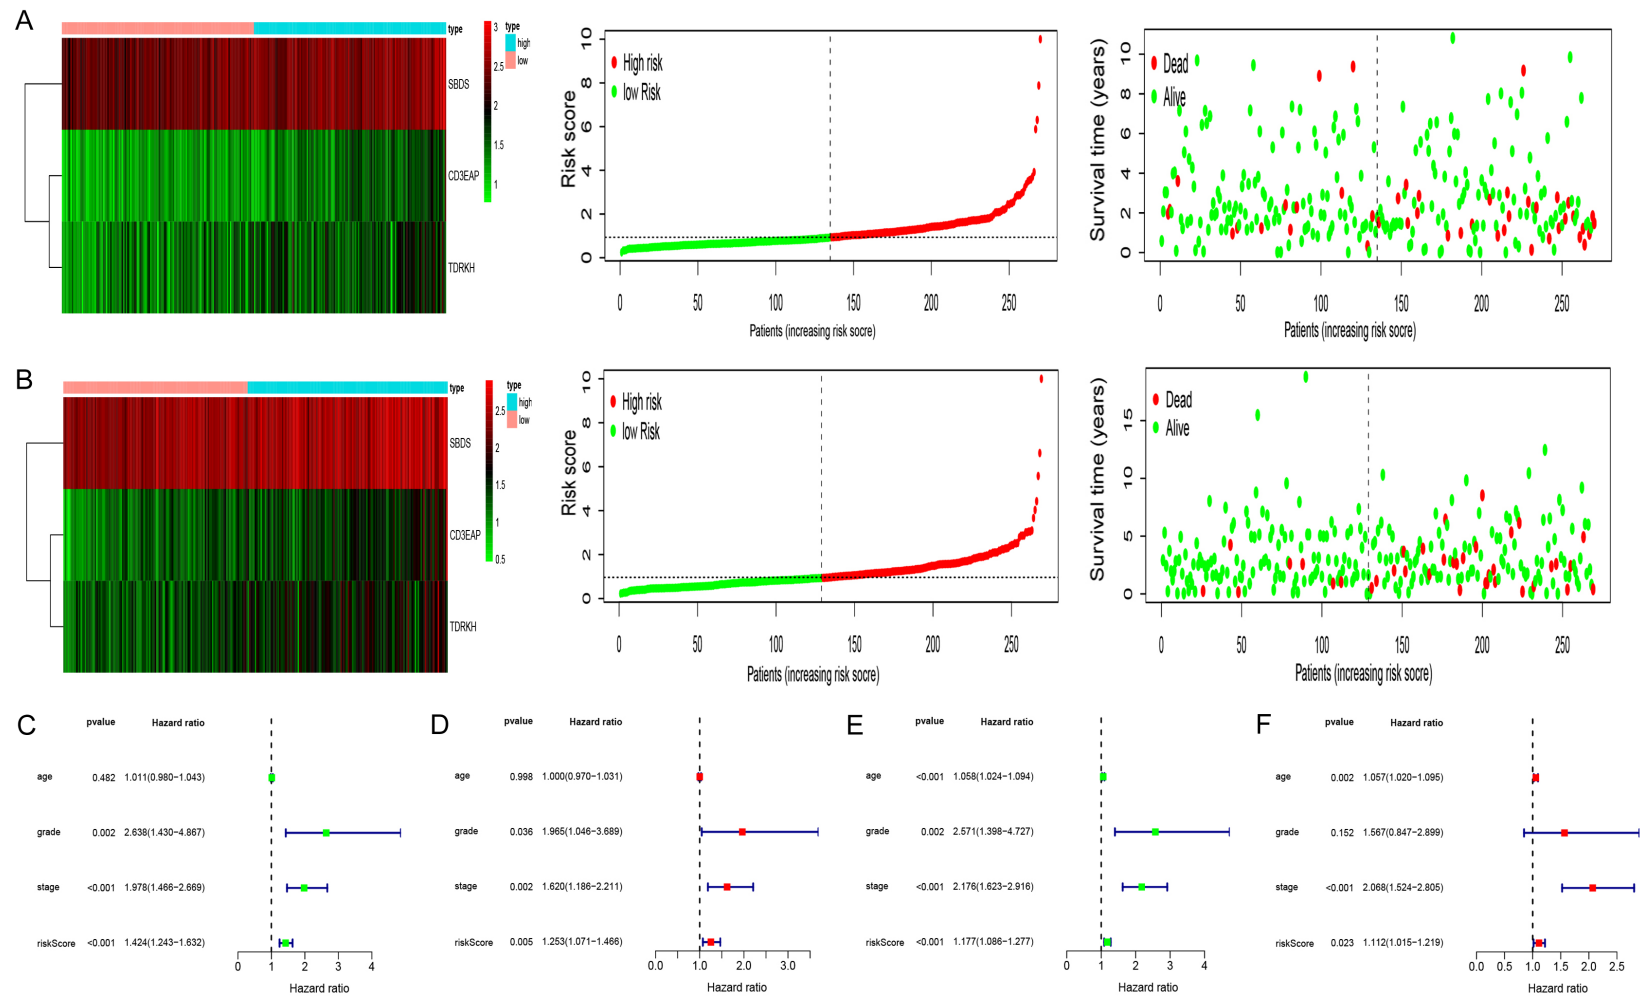 A
type
SBDS
CD3EAP
TDRKH
3
2.5
2
1.5
1
type
high
low
Risk score
10
8
6
4
2
0
High risk
low Risk
0 50 100 150 200 250
Patients (increasing risk socre)
Survival time (years)
10
8
6
4
2
0
Dead
Alive
0 50 100 150 200 250
Patients (increasing risk socre)
B
type
SBDS
CD3EAP
TDRKH
2.5
2
1.5
1
0.5
type
high
low
Risk score
10
8
6
4
2
0
High risk
low Risk
0 50 100 150 200 250
Patients (increasing risk socre)
Survival time (years)
15
10
5
0
Dead
Alive
0 50 100 150 200 250
Patients (increasing risk socre)
C
pvalue Hazard ratio
age 0.482 1.011(0.980−1.043)
grade 0.002 2.638(1.430−4.867)
stage <0.001 1.978(1.466−2.669)
riskScore <0.001 1.424(1.243−1.632)
0 1 2 3 4
Hazard ratio
D
pvalue Hazard ratio
age 0.998 1.000(0.970−1.031)
grade 0.036 1.965(1.046−3.689)
stage 0.002 1.620(1.186−2.211)
riskScore 0.005 1.253(1.071−1.466)
0.0 1.0 2.0 3.0
Hazard ratio
E
pvalue Hazard ratio
age <0.001 1.058(1.024−1.094)
grade 0.002 2.571(1.398−4.727)
stage <0.001 2.176(1.623−2.916)
riskScore <0.001 1.177(1.086−1.277)
0 1 2 3 4
Hazard ratio
F
pvalue Hazard ratio
age 0.002 1.057(1.020−1.095)
grade 0.152 1.567(0.847−2.899)
stage <0.001 2.068(1.524−2.805)
riskScore 0.023 1.112(1.015−1.219)
0.0 0.5 1.0 1.5 2.0 2.5
Hazard ratio